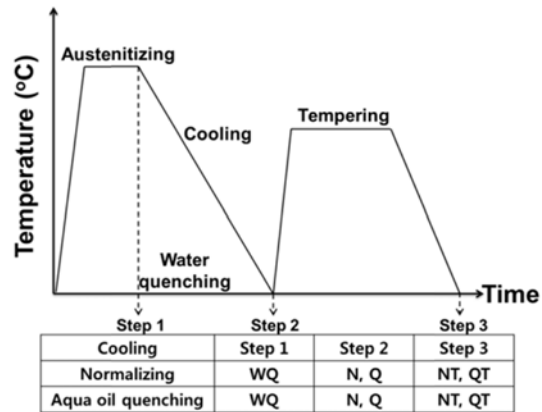 Temperature (°C)
Austenitizing
Cooling
Tempering
Water
quenching
Time
Step 1 Step 2 Step 3
Cooling Step 1 Step 2 Step 3
Normalizing WQ N, Q NT, QT
Aqua oil quenching WQ N, Q NT, QT